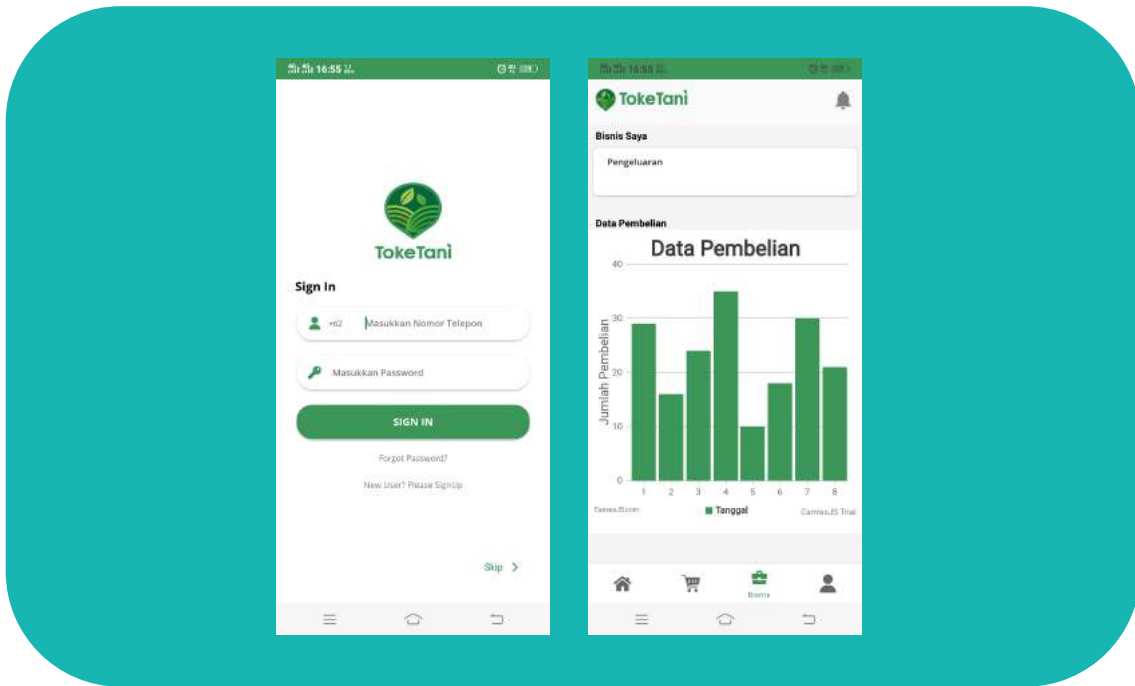 16:55
TokeTani
Sign In
+62 Masukkan Nomor Telepon
Masukkan Password
SIGN IN
Forgot Password?
New User? Please SignUp
Skip
16:55
TokeTani
Bisnis Saya
Pengeluaran
Data Pembelian
Data Pembelian
Jumlah Pembelian
40
30
20
10
0
1 2 3 4 5 6 7 8
Tanggal
CanvasJS.com
CanvasJS Trial
Bisnis